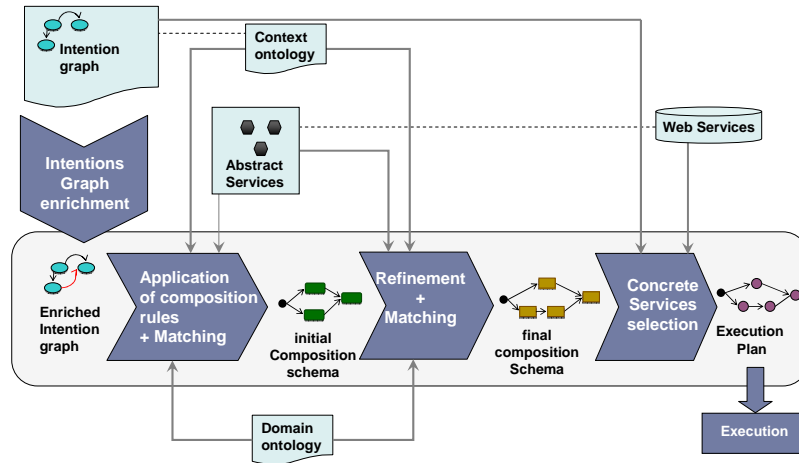 Intention
graph
Context
ontology
Web Services
Abstract
Services
Intentions
Graph
enrichment
Enriched
Intention
graph
Application
of composition
rules
+ Matching
initial
Composition
schema
Refinement
+
Matching
final
composition
Schema
Concrete
Services
selection
Execution
Plan
Domain
ontology
Execution